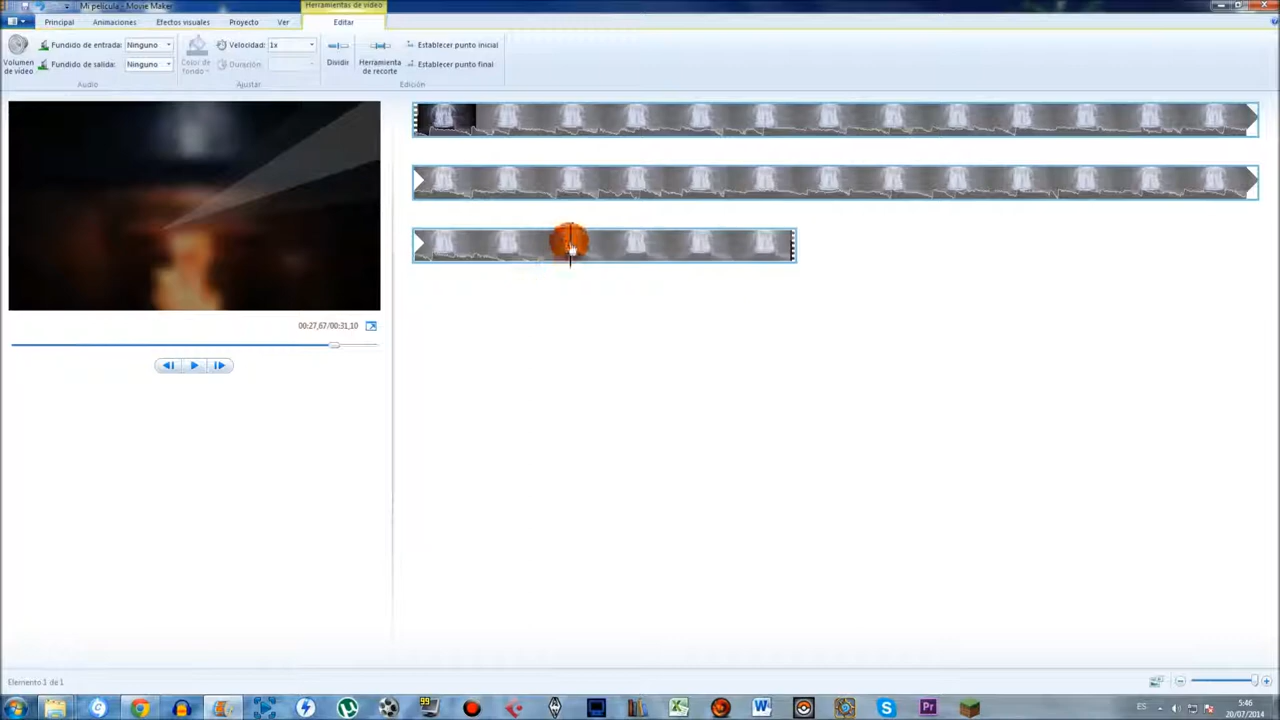 Mi película - Movie Maker
Herramientas de vídeo
Principal
Animaciones
Efectos visuales
Proyecto
Ver
Editar
Volumen de vídeo
Fundido de entrada: Ninguno
Fundido de salida: Ninguno
Color de fondo
Velocidad: 1x
Duración:
Dividir
Herramienta de recorte
Establecer punto inicial
Establecer punto final
Audio
Ajustar
Edición
00:27,67/00:31,10
Elemento 1 de 1
99
ES
5:46
20/07/2014